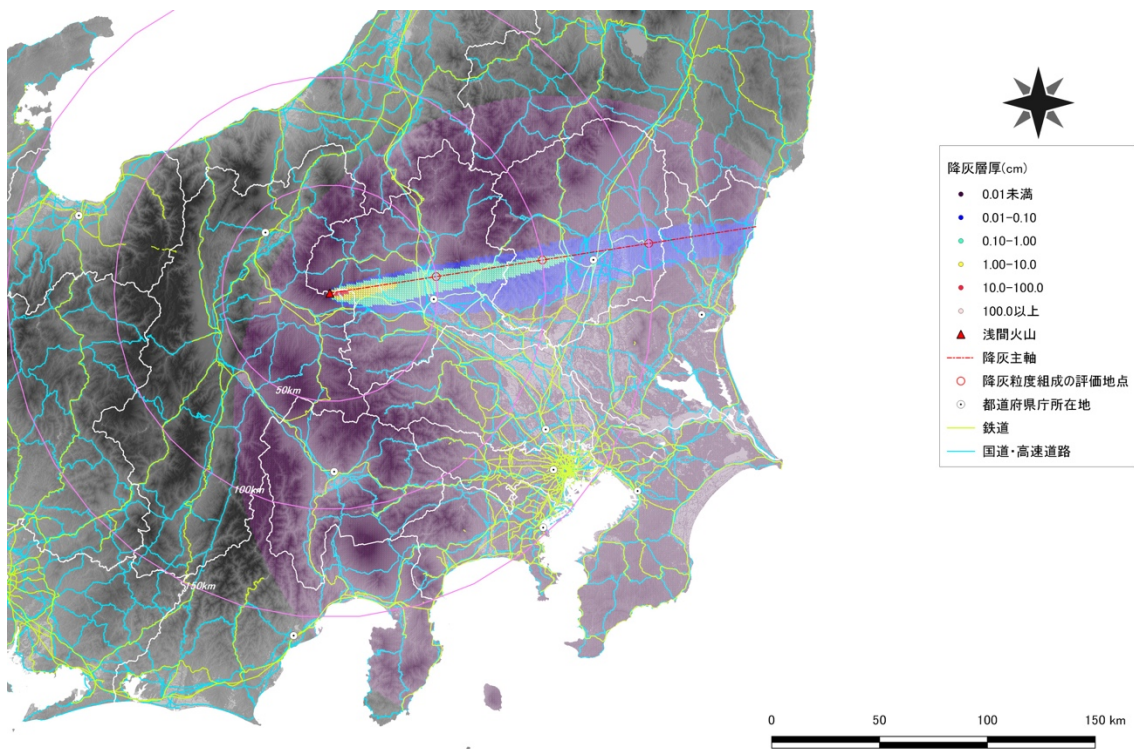 降灰層厚(cm)
0.01未満
0.01-0.10
0.10-1.00
1.00-10.0
10.0-100.0
100.0以上
浅間火山
降灰主軸
降灰粒度組成の評価地点
都道府県庁所在地
鉄道
国道・高速道路
50km
100km
150km
0 50 100 150 km